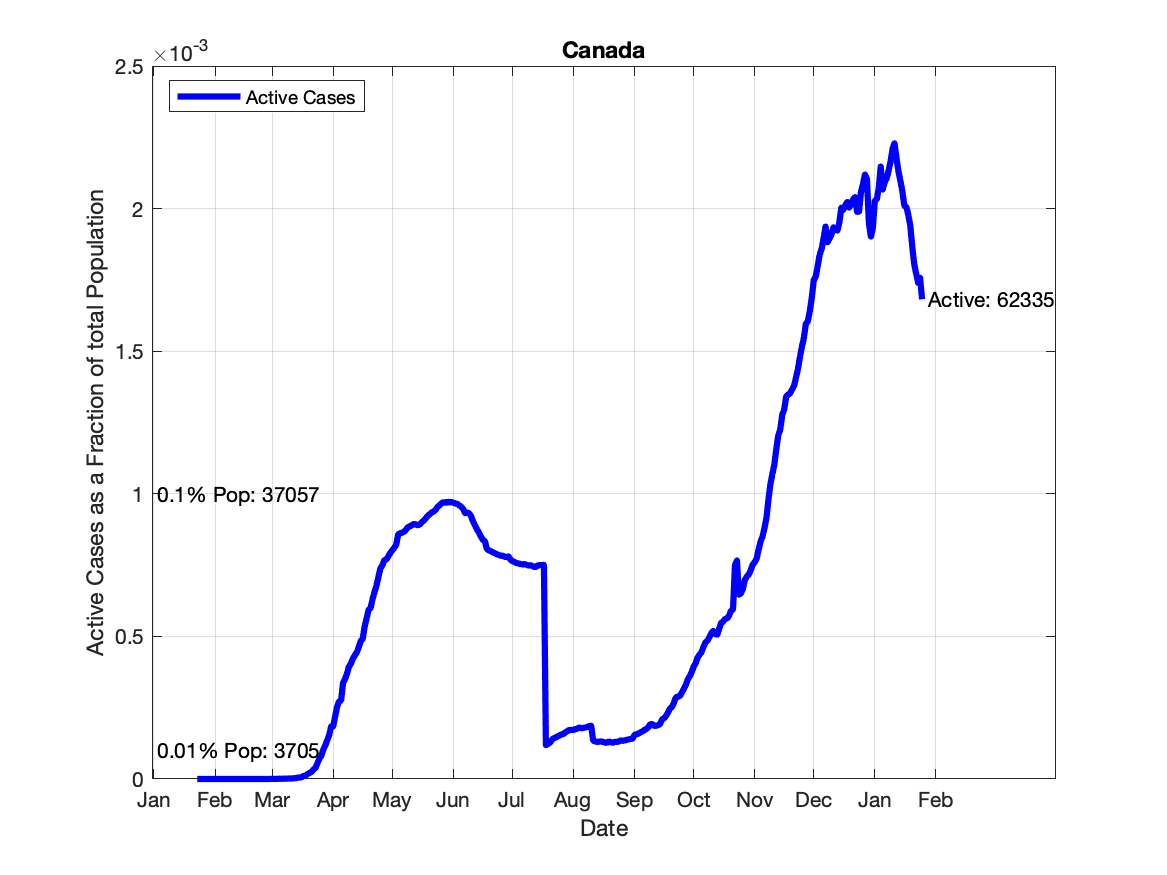 Canada
×10-3
2.5
Active Cases
2
Active: 62335
1.5
1
0.1% Pop: 37057
0.5
0.01% Pop: 3705
0
Jan Feb Mar Apr May Jun Jul Aug Sep Oct Nov Dec Jan Feb
Date
Active Cases as a Fraction of total Population